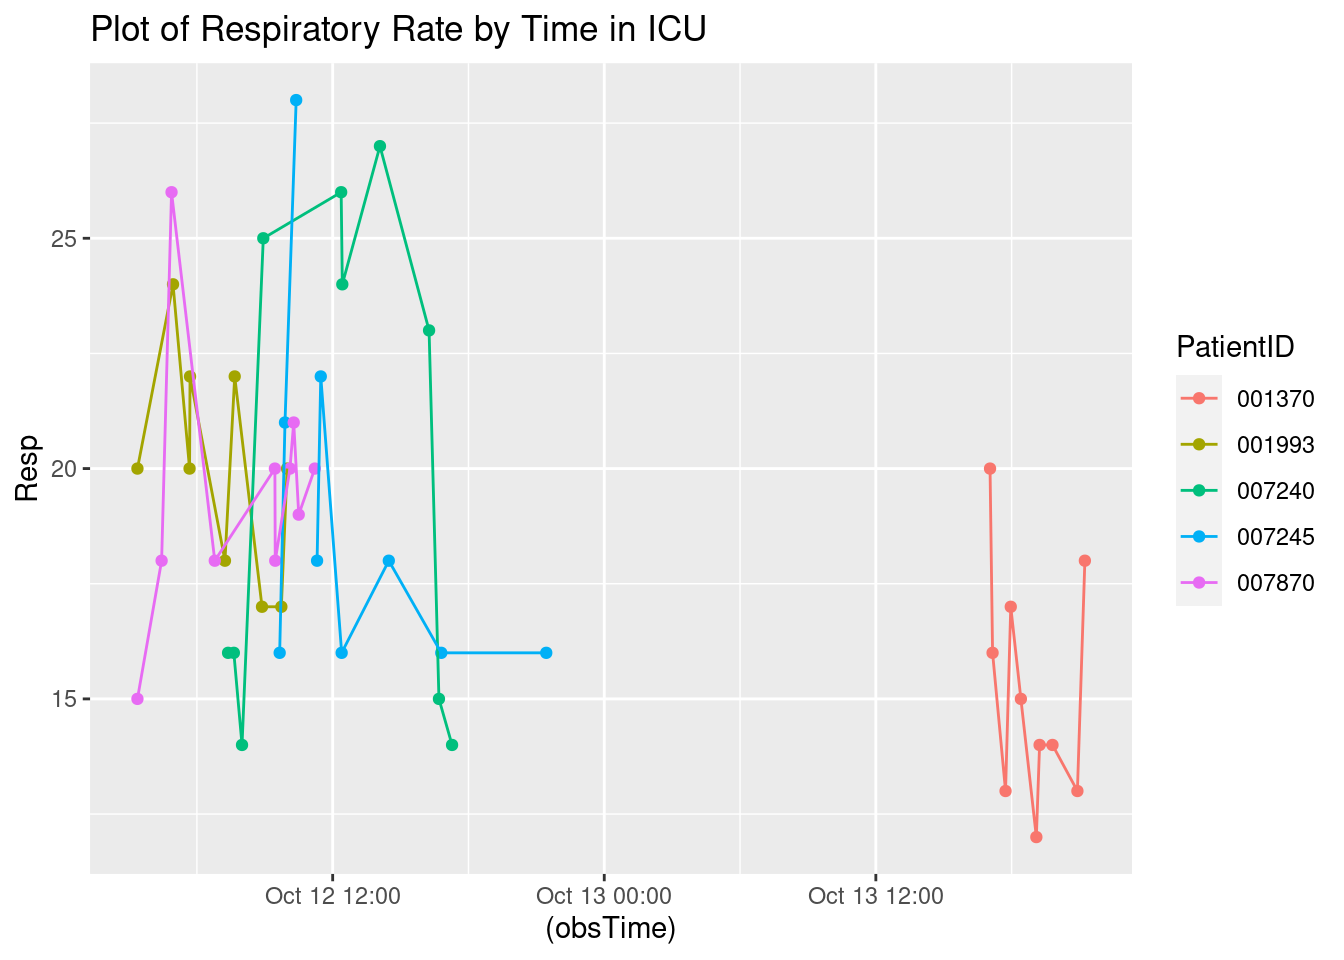 Plot of Respiratory Rate by Time in ICU
25
20
15
Resp
Oct 12 12:00
Oct 13 00:00
Oct 13 12:00
(obsTime)
PatientID
001370
001993
007240
007245
007870